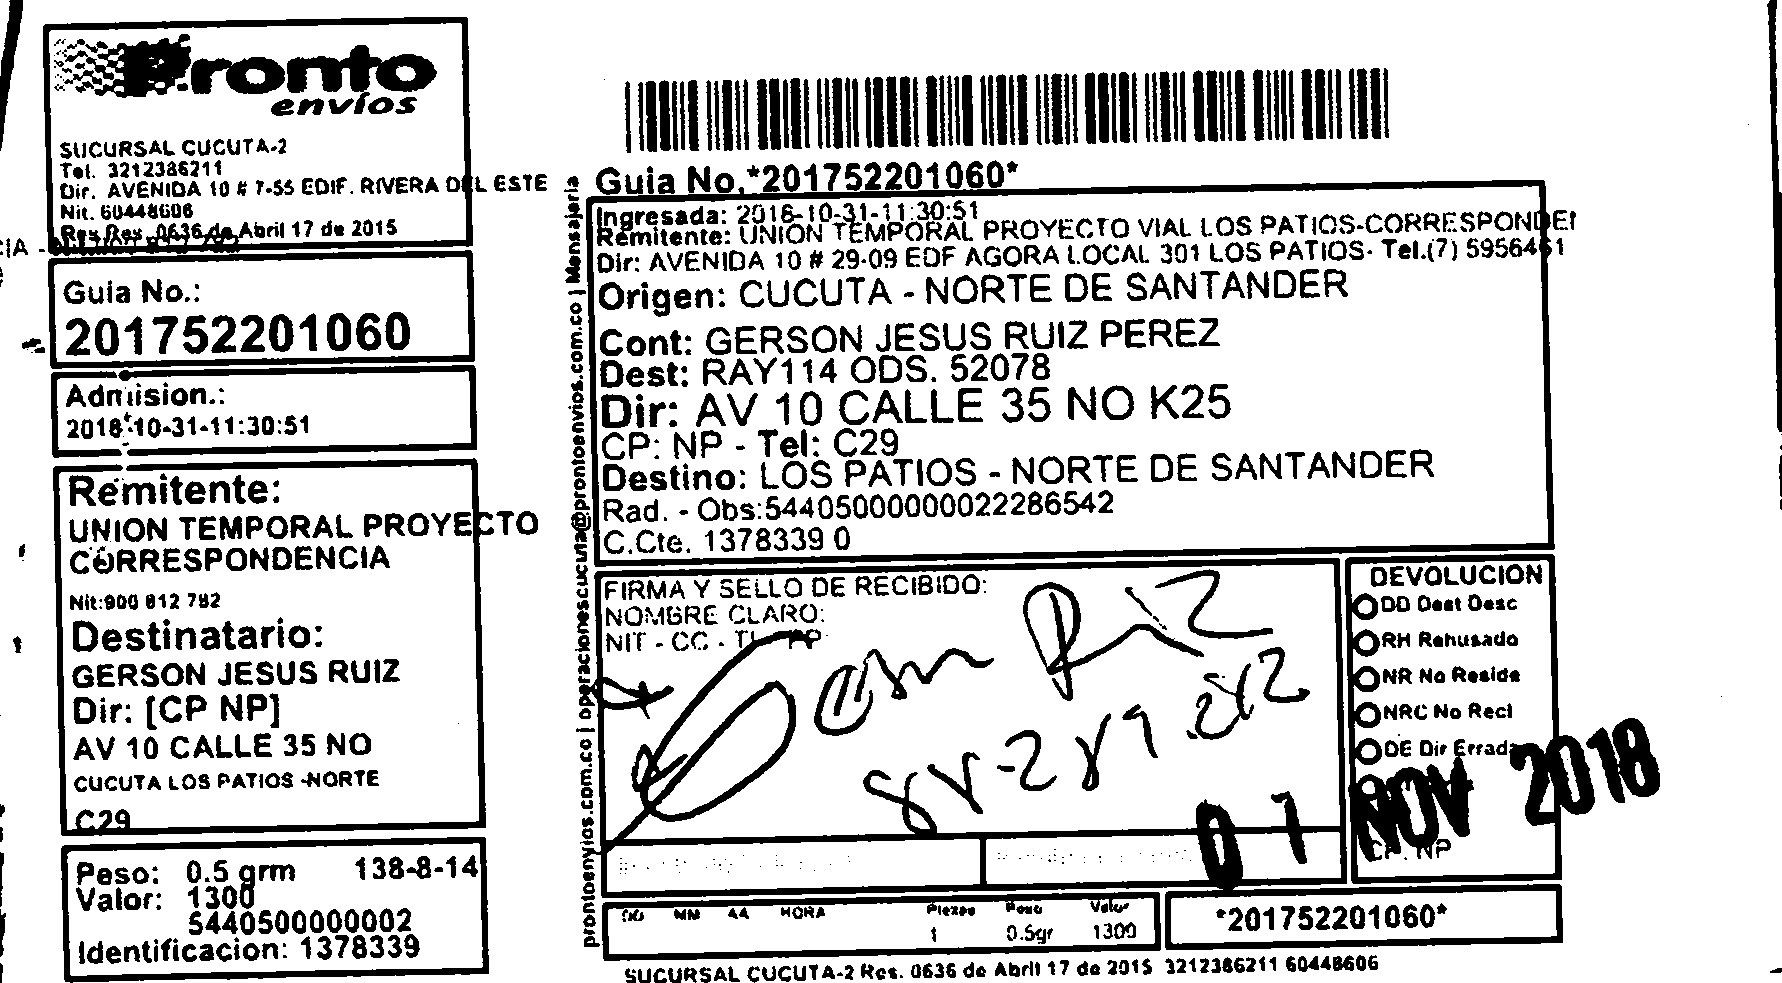 Pronto
envíos
SUCURSAL CUCUTA-2
Tel. 3212386211
Dir. AVENIDA 10 # 7-55 EDIF. RIVERA DEL ESTE
Nit. 60448606
Res Res. 0636 de Abril 17 de 2015
Guia No.:
201752201060
Admision.:
2018-10-31-11:30:51
Remitente:
UNION TEMPORAL PROYECTO
CORRESPONDENCIA
Nit:900 812 782
Destinatario:
GERSON JESUS RUIZ
Dir: [CP NP]
AV 10 CALLE 35 NO
CUCUTA LOS PATIOS -NORTE
C29
Peso: 0.5 grm 138-8-14
Valor: 1300
5440500000002
Identificacion: 1378339
prontoenvios.com.co | operacionescucuta@prontoenvios.com.co | Mensajeria
Guia No.*201752201060*
Ingresada: 2018-10-31-11:30:51
Remitente: UNION TEMPORAL PROYECTO VIAL LOS PATIOS-CORRESPONDEN
Dir: AVENIDA 10 # 29-09 EDF AGORA LOCAL 301 LOS PATIOS- Tel.(7) 5956461
Origen: CUCUTA - NORTE DE SANTANDER
Cont: GERSON JESUS RUIZ PEREZ
Dest: RAY114 ODS. 52078
Dir: AV 10 CALLE 35 NO K25
CP: NP - Tel: C29
Destino: LOS PATIOS - NORTE DE SANTANDER
Rad. - Obs:54405000000022286542
C.Cte. 1378339 0
FIRMA Y SELLO DE RECIBIDO:
NOMBRE CLARO:
NIT - CC - TI - PP
Ruiz
DEVOLUCION
DD Dest Desc
RH Rehusado
NR No Reside
NRC No Recl
DE Dir Errada
07 NOV 2018
CP: NP
DD MM AA HORA Piezas Peso Valor
1 0.5gr 1300
*201752201060*
SUCURSAL CUCUTA-2 Res. 0636 de Abril 17 de 2015 3212386211 60448606